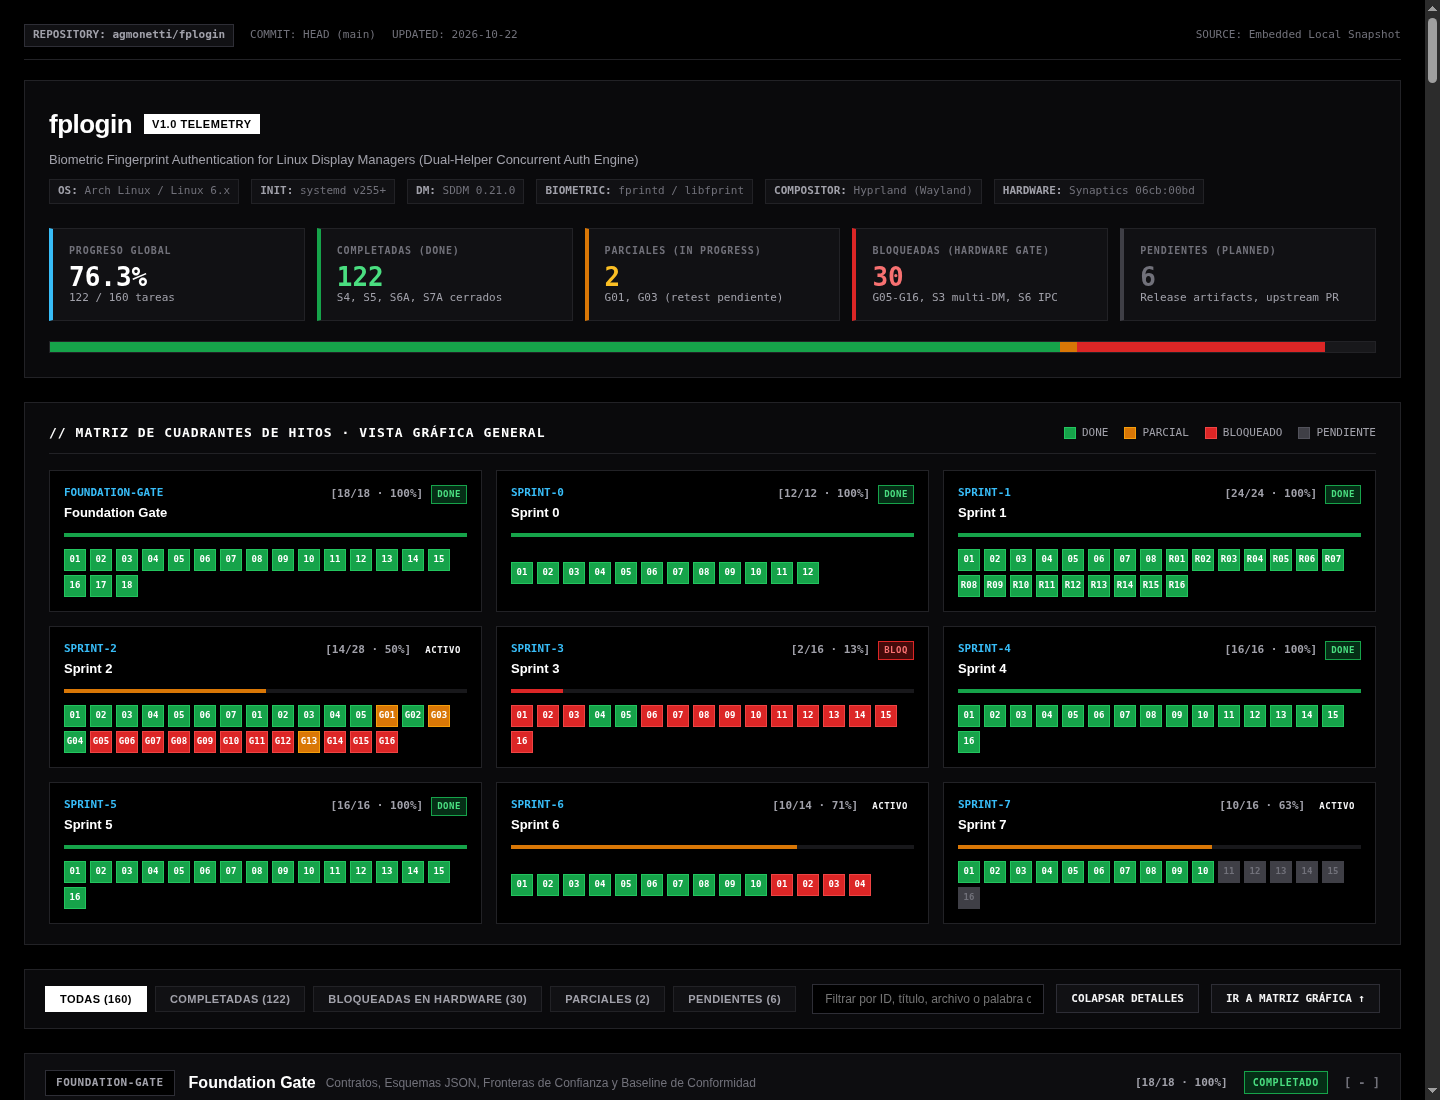 REPOSITORY: agmonetti/fplogin COMMIT: HEAD (main) UPDATED: 2026-10-22 SOURCE: Embedded Local Snapshot
fplogin V1.0 TELEMETRY
Biometric Fingerprint Authentication for Linux Display Managers (Dual-Helper Concurrent Auth Engine)
OS: Arch Linux / Linux 6.x INIT: systemd v255+ DM: SDDM 0.21.0 BIOMETRIC: fprintd / libfprint COMPOSITOR: Hyprland (Wayland) HARDWARE: Synaptics 06cb:00bd
PROGRESO GLOBAL COMPLETADAS (DONE) PARCIALES (IN PROGRESS) BLOQUEADAS (HARDWARE GATE) PENDIENTES (PLANNED)
76.3% 122 2 30 6
122 / 160 tareas S4, S5, S6A, S7A cerrados G01, G03 (retest pendiente) G05-G16, S3 multi-DM, S6 IPC Release artifacts, upstream PR
// MATRIZ DE CUADRANTES DE HITOS · VISTA GRÁFICA GENERAL DONE PARCIAL BLOQUEADO PENDIENTE
FOUNDATION-GATE [18/18 · 100%] DONE
Foundation Gate
01 02 03 04 05 06 07 08 09 10 11 12 13 14 15
16 17 18
SPRINT-0 [12/12 · 100%] DONE
Sprint 0
01 02 03 04 05 06 07 08 09 10 11 12
SPRINT-1 [24/24 · 100%] DONE
Sprint 1
01 02 03 04 05 06 07 08 R01 R02 R03 R04 R05 R06 R07
R08 R09 R10 R11 R12 R13 R14 R15 R16
SPRINT-2 [14/28 · 50%] ACTIVO
Sprint 2
01 02 03 04 05 06 07 01 02 03 04 05 G01 G02 G03
G04 G05 G06 G07 G08 G09 G10 G11 G12 G13 G14 G15 G16
SPRINT-3 [2/16 · 13%] BLOQ
Sprint 3
01 02 03 04 05 06 07 08 09 10 11 12 13 14 15
16
SPRINT-4 [16/16 · 100%] DONE
Sprint 4
01 02 03 04 05 06 07 08 09 10 11 12 13 14 15
16
SPRINT-5 [16/16 · 100%] DONE
Sprint 5
01 02 03 04 05 06 07 08 09 10 11 12 13 14 15
16
SPRINT-6 [10/14 · 71%] ACTIVO
Sprint 6
01 02 03 04 05 06 07 08 09 10 01 02 03 04
SPRINT-7 [10/16 · 63%] ACTIVO
Sprint 7
01 02 03 04 05 06 07 08 09 10 11 12 13 14 15
16
TODAS (160) COMPLETADAS (122) BLOQUEADAS EN HARDWARE (30) PARCIALES (2) PENDIENTES (6) Filtrar por ID, título, archivo o palabra c COLAPSAR DETALLES IR A MATRIZ GRÁFICA ↑
FOUNDATION-GATE Foundation Gate Contratos, Esquemas JSON, Fronteras de Confianza y Baseline de Conformidad [18/18 · 100%] COMPLETADO [ - ]